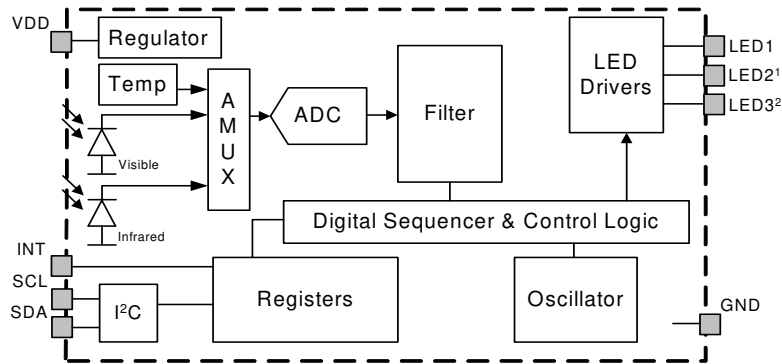 VDD
Regulator
LED
Drivers
LED1
LED2¹
LED3²
Temp
A
M
U
X
ADC
Filter
Visible
Infrared
Digital Sequencer & Control Logic
INT
SCL
SDA
I²C
Registers
Oscillator
GND